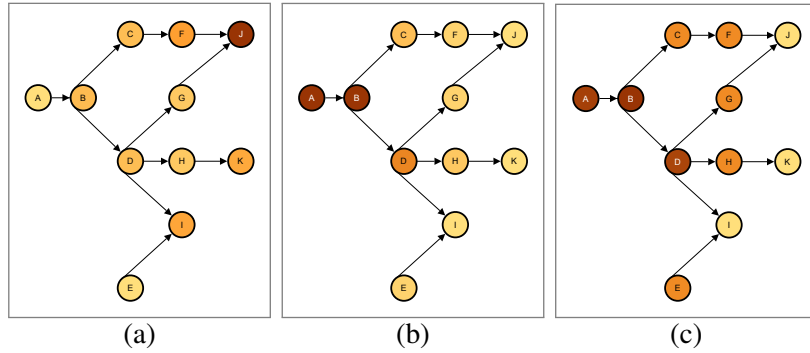 C F J
A B G
D H K
I
E
(a)
C F J
A B G
D H K
I
E
(b)
C F J
A B G
D H K
I
E
(c)